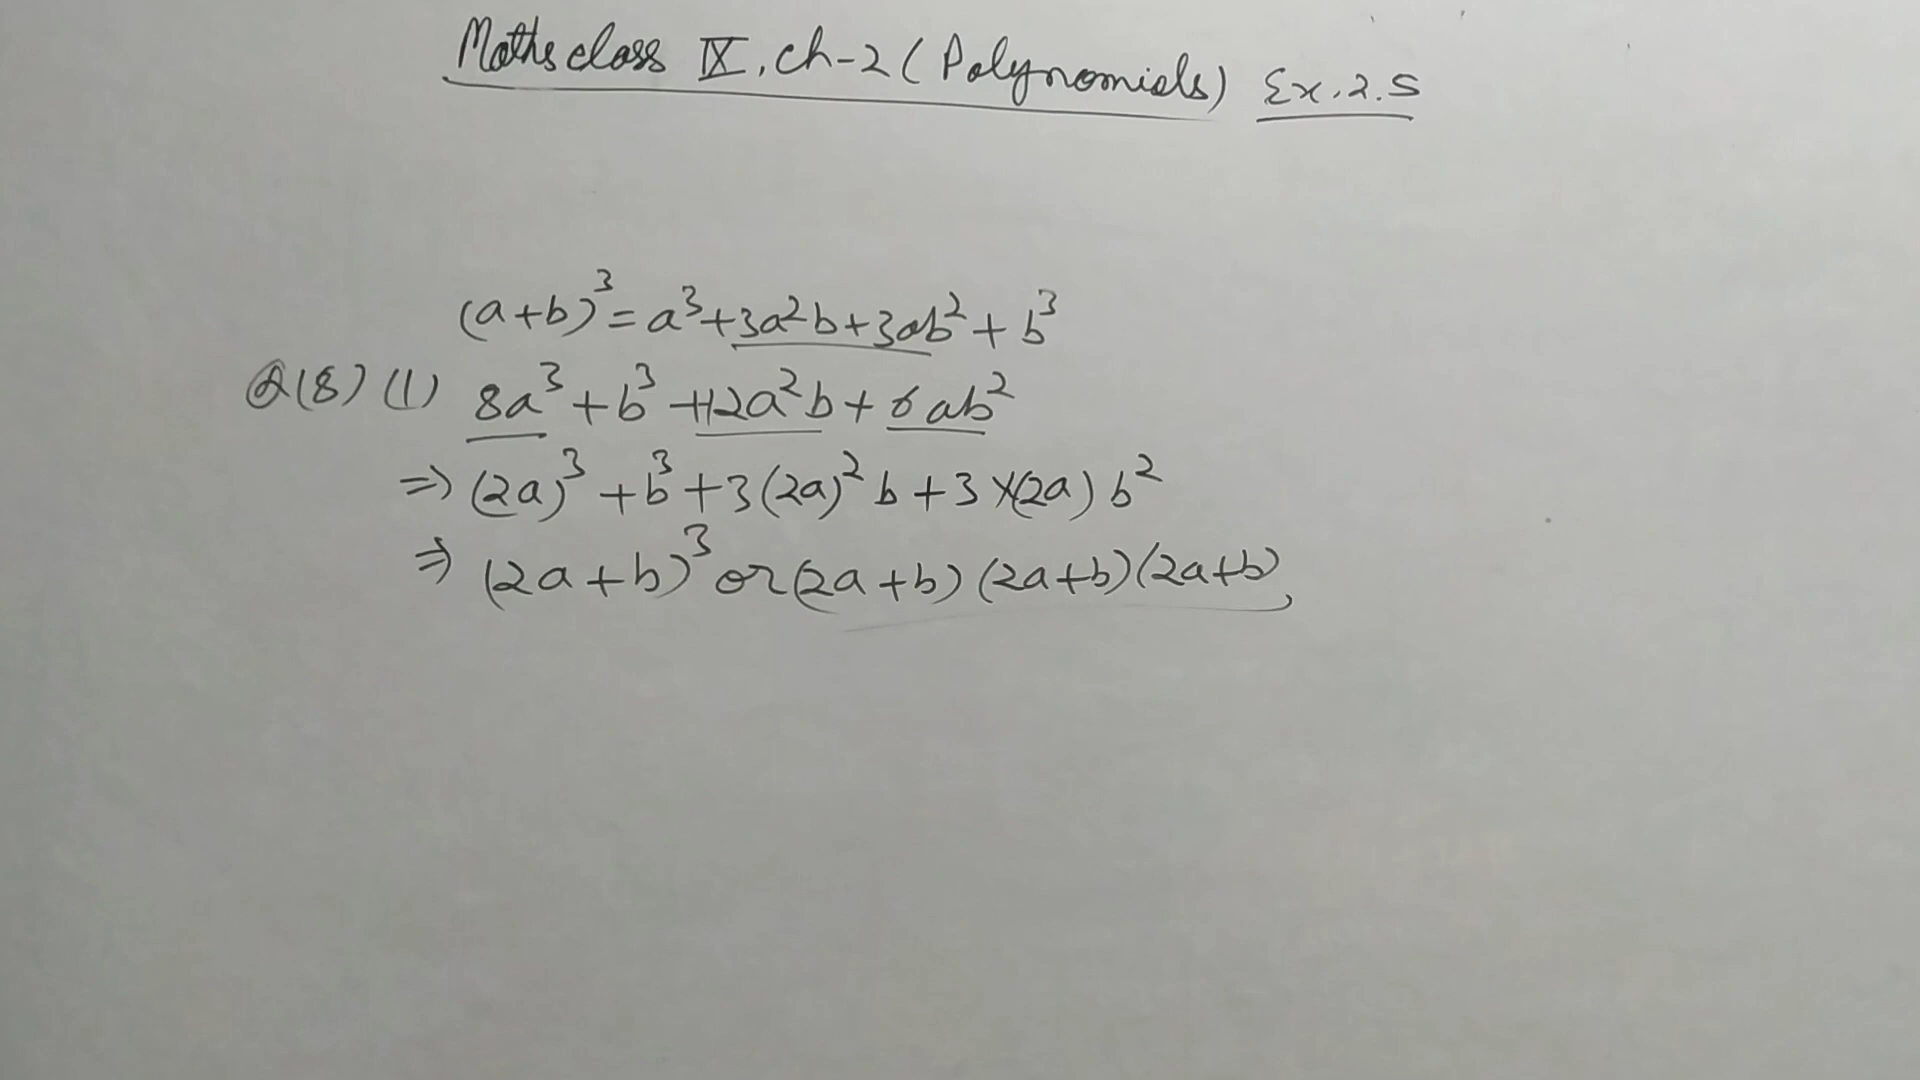 Maths class IX, Ch-2 (Polynomials) Ex. 2.5
(a+b)³ = a³+3a²b+3ab²+b³
Q(8) (1) 8a³+b³+12a²b+6ab²
⇒ (2a)³+b³+3(2a)²b+3×(2a)b²
⇒ (2a+b)³ or (2a+b)(2a+b)(2a+b),